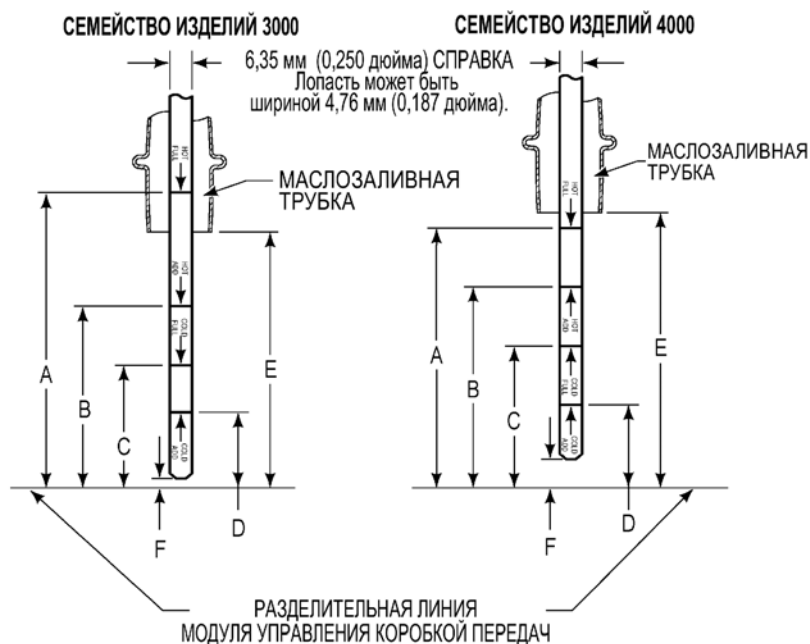 СЕМЕЙСТВО ИЗДЕЛИЙ 3000
СЕМЕЙСТВО ИЗДЕЛИЙ 4000
6,35 мм (0,250 дюйма) СПРАВКА
Лопасть может быть
шириной 4,76 мм (0,187 дюйма).
МАСЛОЗАЛИВНАЯ
ТРУБКА
HOT
FULL
HOT
ADD
COLD
FULL
COLD
ADD
A
B
C
D
E
F
МАСЛОЗАЛИВНАЯ
ТРУБКА
HOT
FULL
HOT
ADD
COLD
FULL
COLD
ADD
A
B
C
D
E
F
РАЗДЕЛИТЕЛЬНАЯ ЛИНИЯ
МОДУЛЯ УПРАВЛЕНИЯ КОРОБКОЙ ПЕРЕДАЧ